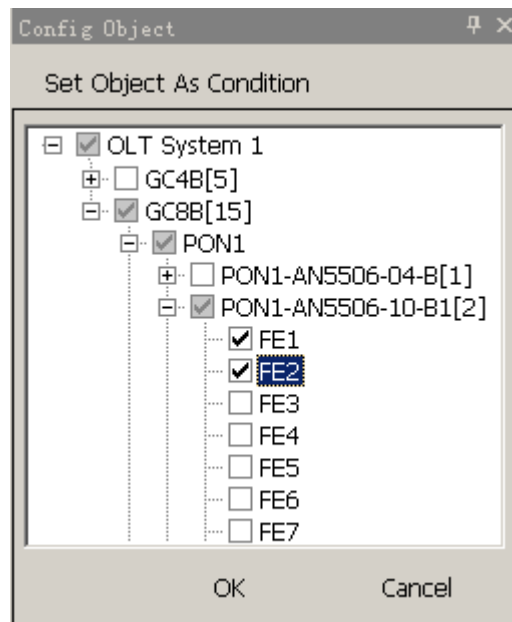 Config Object
Set Object As Condition
OLT System 1
GC4B[5]
GC8B[15]
PON1
PON1-AN5506-04-B[1]
PON1-AN5506-10-B1[2]
FE1
FE2
FE3
FE4
FE5
FE6
FE7
OK Cancel